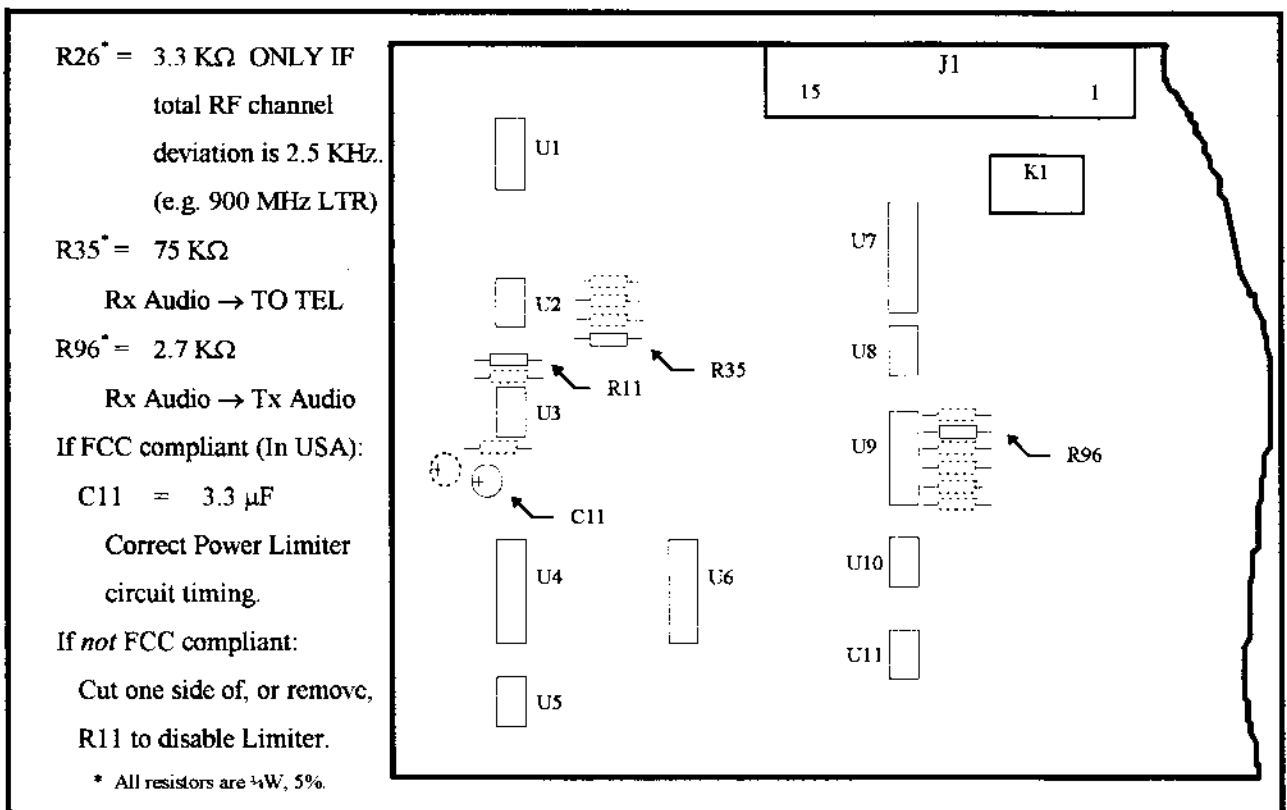 R26* = 3.3 KΩ ONLY IF
total RF channel
deviation is 2.5 KHz.
(e.g. 900 MHz LTR)
R35* = 75 KΩ
Rx Audio → TO TEL
R96* = 2.7 KΩ
Rx Audio → Tx Audio
If FCC compliant (In USA):
C11 = 3.3 μF
Correct Power Limiter
circuit timing.
If not FCC compliant:
Cut one side of, or remove,
R11 to disable Limiter.
* All resistors are ¼W, 5%.
J1
15 1
U1
K1
U7
U2
R35
U8
R11
U3
U9
R96
+ +
C11
U4
U6
U10
U11
U5